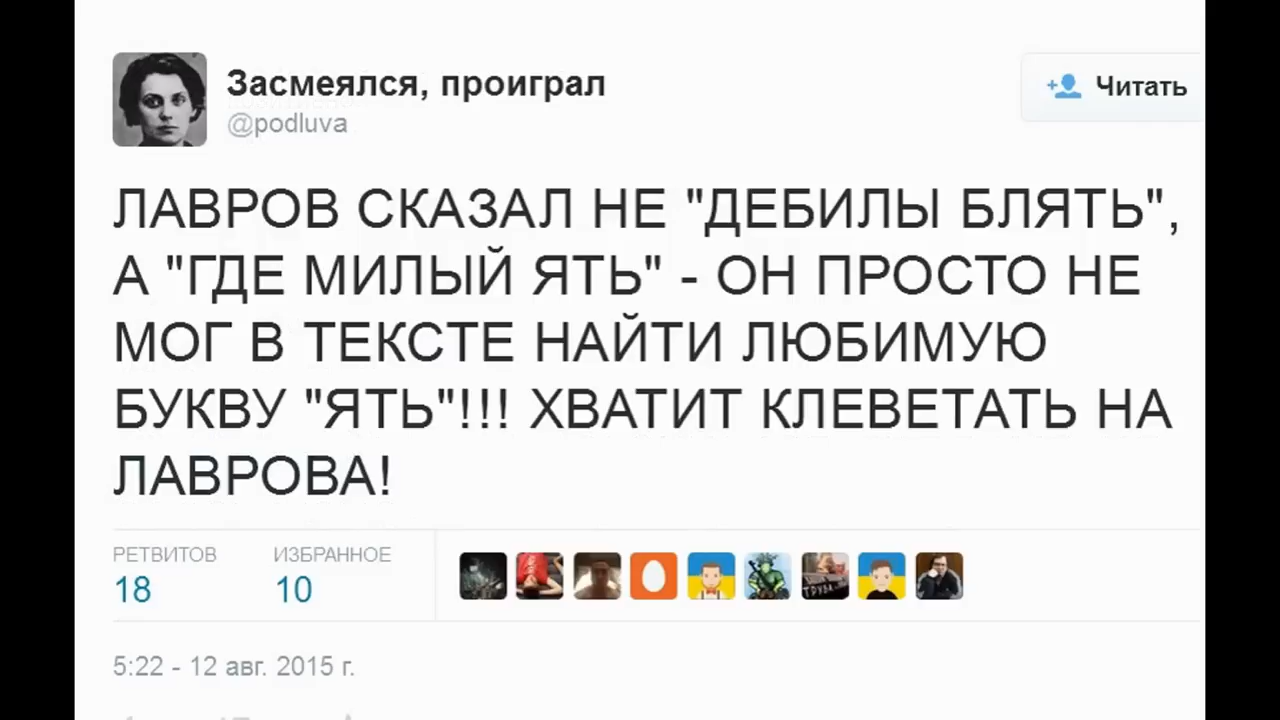 Засмеялся, проиграл
@podluva
Читать
ЛАВРОВ СКАЗАЛ НЕ "ДЕБИЛЫ БЛЯТЬ",
А "ГДЕ МИЛЫЙ ЯТЬ" - ОН ПРОСТО НЕ
МОГ В ТЕКСТЕ НАЙТИ ЛЮБИМУЮ
БУКВУ "ЯТЬ"!!! ХВАТИТ КЛЕВЕТАТЬ НА
ЛАВРОВА!
РЕТВИТОВ ИЗБРАННОЕ
18 10
5:22 - 12 авг. 2015 г.